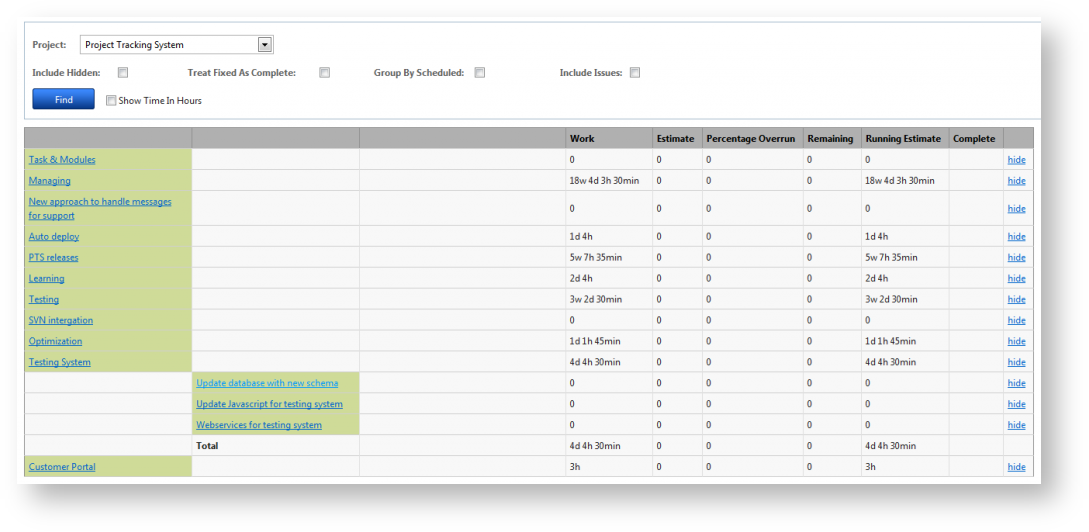 Project: Project Tracking System
Include Hidden: Treat Fixed As Complete: Group By Scheduled: Include Issues:
Find Show Time In Hours
Work Estimate Percentage Overrun Remaining Running Estimate Complete
Task & Modules 0 0 0 0 0 hide
Managing 18w 4d 3h 30min 0 0 0 18w 4d 3h 30min hide
New approach to handle messages
for support 0 0 0 0 0 hide
Auto deploy 1d 4h 0 0 0 1d 4h hide
PTS releases 5w 7h 35min 0 0 0 5w 7h 35min hide
Learning 2d 4h 0 0 0 2d 4h hide
Testing 3w 2d 30min 0 0 0 3w 2d 30min hide
SVN intergation 0 0 0 0 0 hide
Optimization 1d 1h 45min 0 0 0 1d 1h 45min hide
Testing System 4d 4h 30min 0 0 0 4d 4h 30min hide
Update database with new schema 0 0 0 0 0 hide
Update Javascript for testing system 0 0 0 0 0 hide
Webservices for testing system 0 0 0 0 0 hide
Total 4d 4h 30min 0 0 0 4d 4h 30min
Customer Portal 3h 0 0 0 3h hide